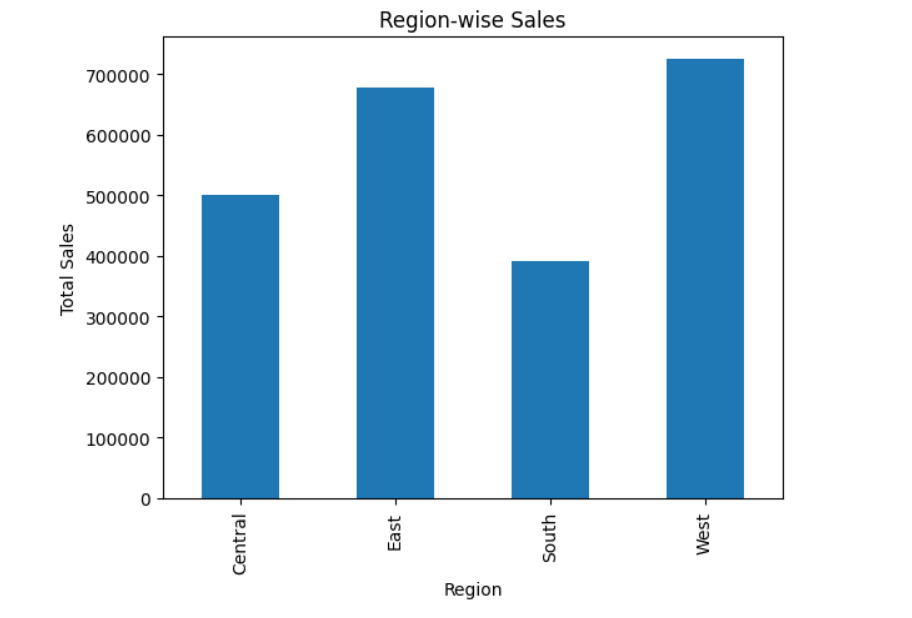 Region-wise Sales
Total Sales
700000
600000
500000
400000
300000
200000
100000
0
Central
East
South
West
Region